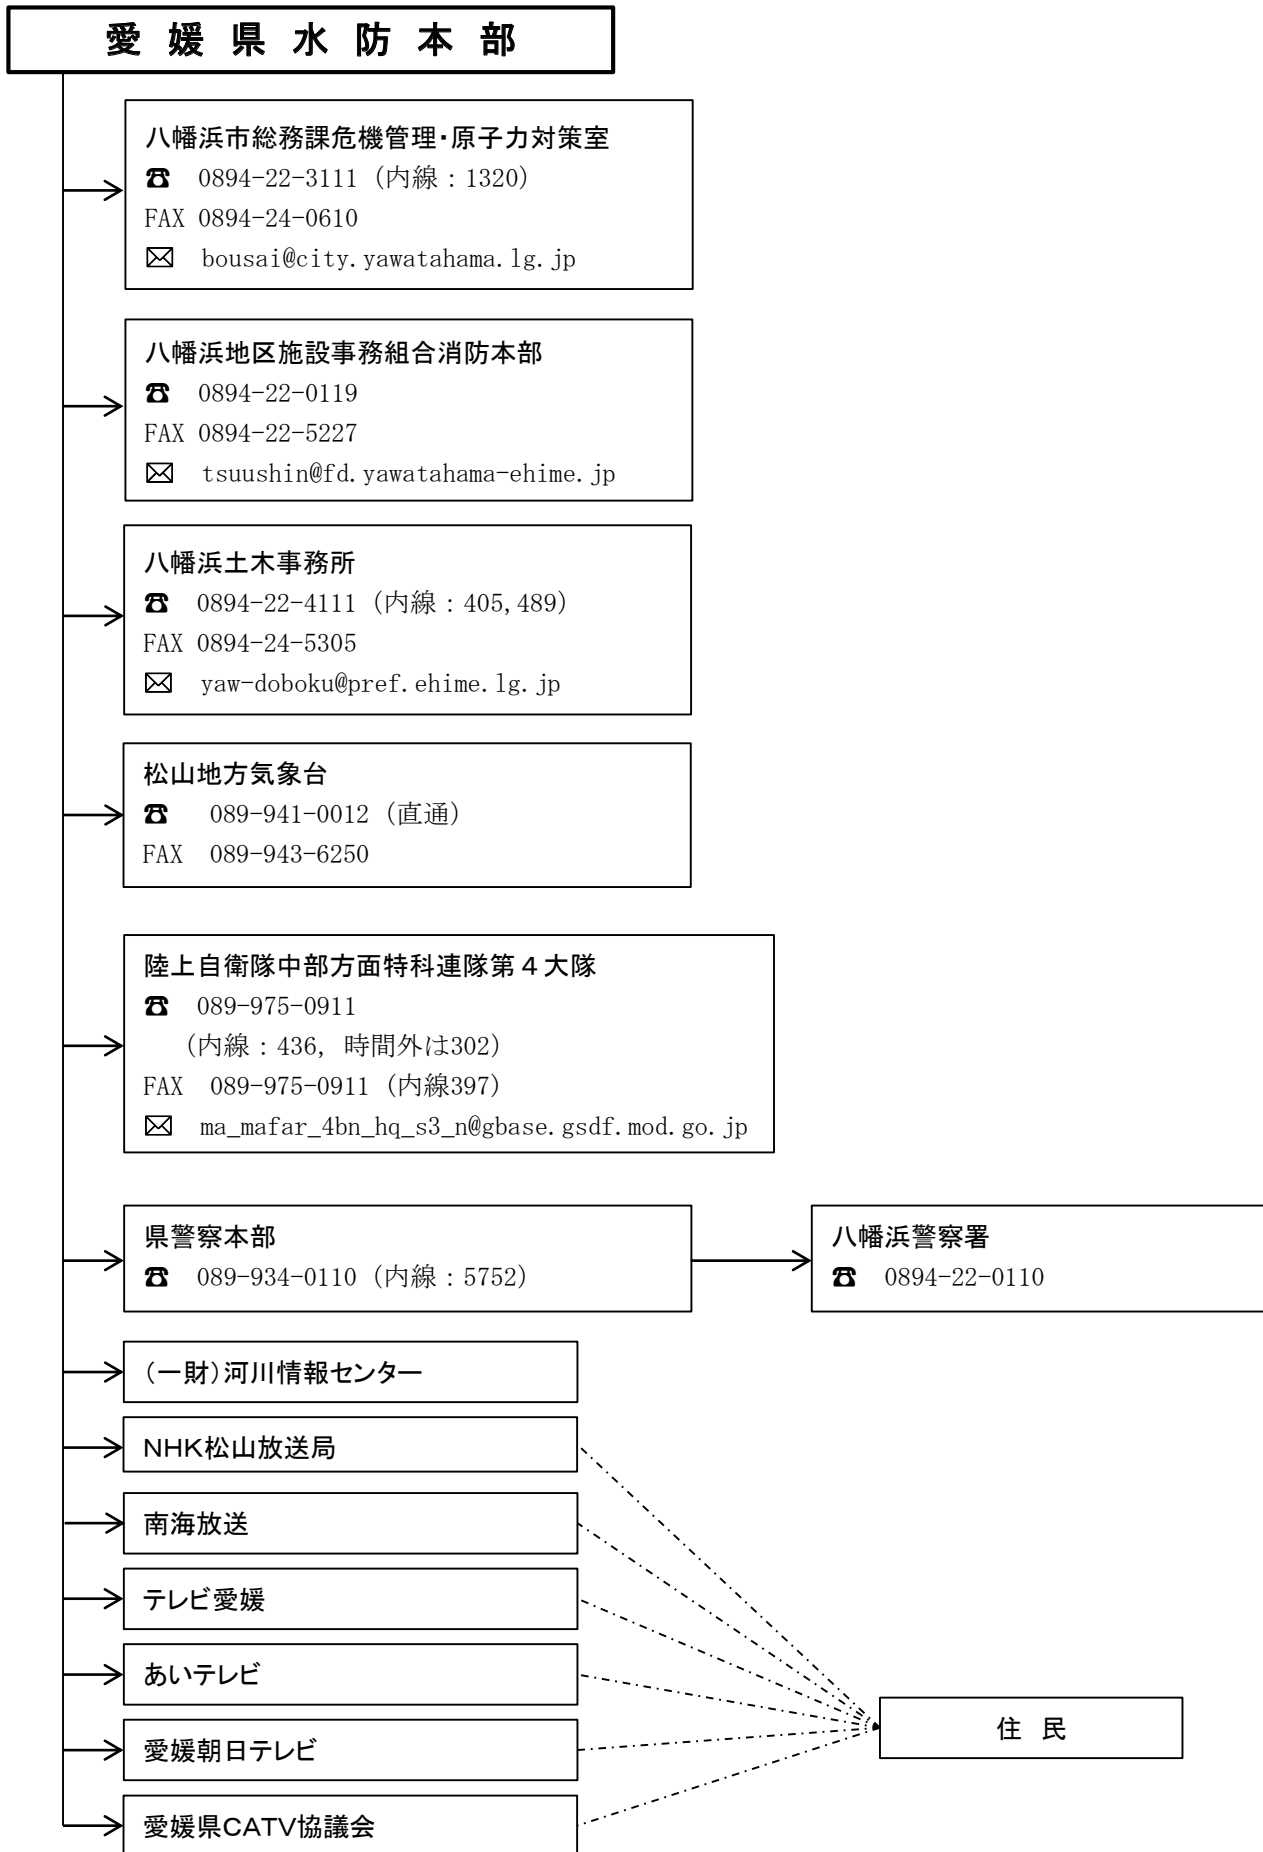 愛媛県水防本部
八幡浜市総務課危機管理・原子力対策室
☎ 0894-22-3111（内線：1320）
FAX 0894-24-0610
✉ bousai@city.yawatahama.lg.jp
八幡浜地区施設事務組合消防本部
☎ 0894-22-0119
FAX 0894-22-5227
✉ tsuushin@fd.yawatahama-ehime.jp
八幡浜土木事務所
☎ 0894-22-4111（内線：405,489）
FAX 0894-24-5305
✉ yaw-doboku@pref.ehime.lg.jp
松山地方気象台
☎ 089-941-0012（直通）
FAX 089-943-6250
陸上自衛隊中部方面特科連隊第４大隊
☎ 089-975-0911
（内線：436, 時間外は302）
FAX 089-975-0911（内線397）
✉ ma_mafar_4bn_hq_s3_n@gbase.gsdf.mod.go.jp
県警察本部
☎ 089-934-0110（内線：5752）
八幡浜警察署
☎ 0894-22-0110
（一財）河川情報センター
NHK松山放送局
南海放送
テレビ愛媛
あいテレビ
愛媛朝日テレビ
愛媛県CATV協議会
住 民